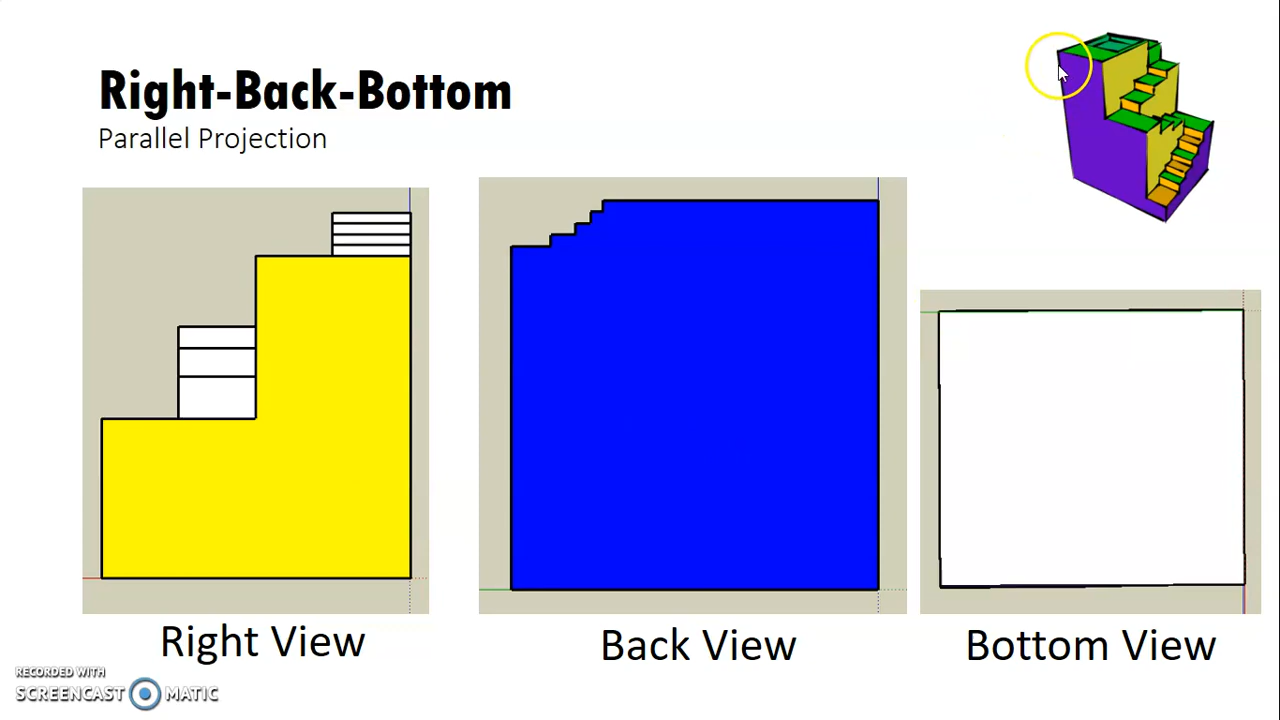 Right-Back-Bottom
Parallel Projection
Right View
Back View
Bottom View
RECORDED WITH
SCREENCAST MATIC